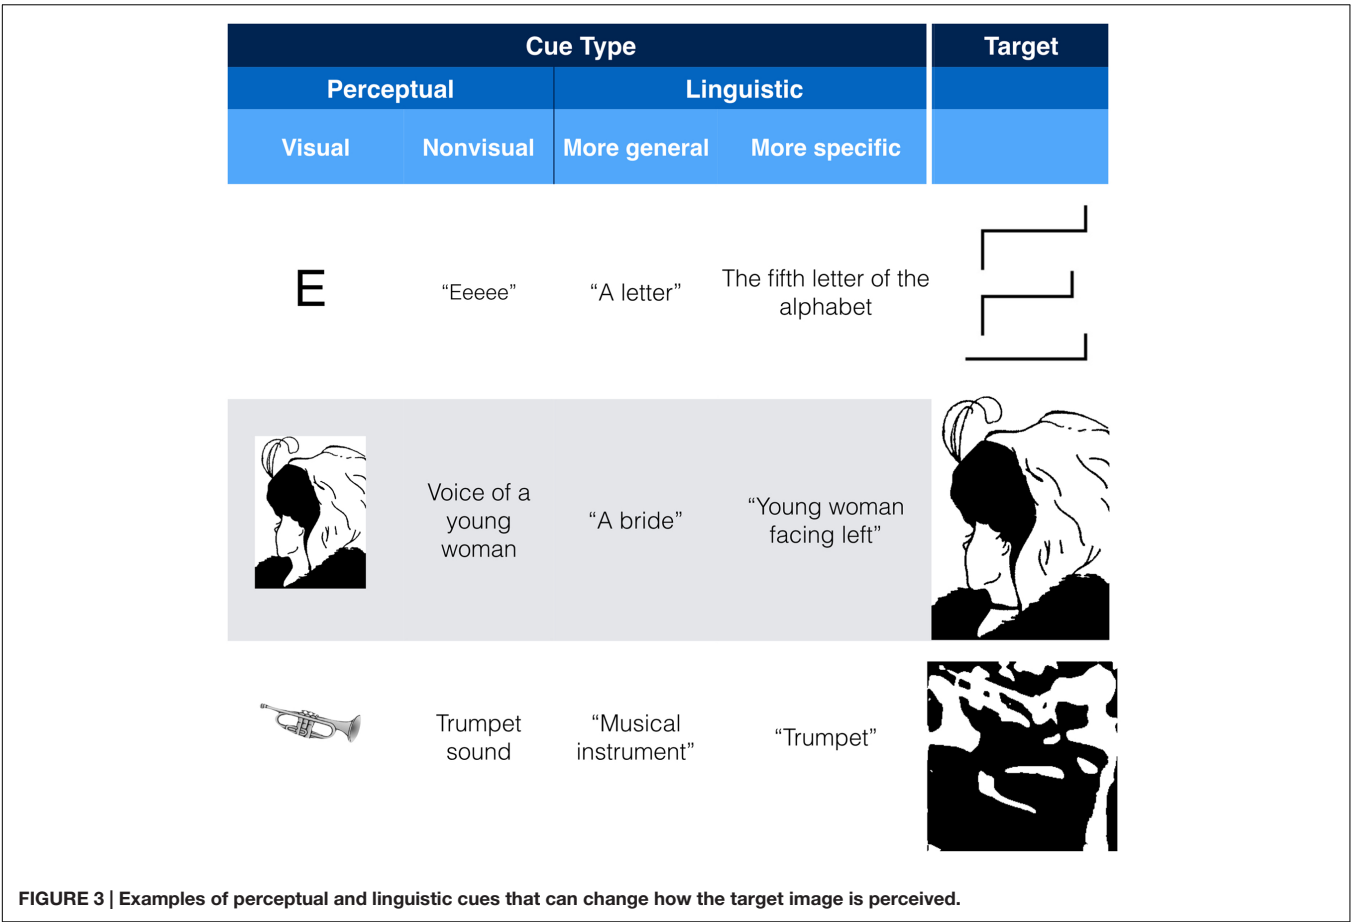 Cue Type Target
Perceptual Linguistic
Visual Nonvisual More general More specific
E “Eeeee” “A letter” The fifth letter of the
alphabet
Voice of a
young
woman
“A bride”
“Young woman
facing left”
Trumpet
sound
“Musical
instrument”
“Trumpet”
FIGURE 3 | Examples of perceptual and linguistic cues that can change how the target image is perceived.